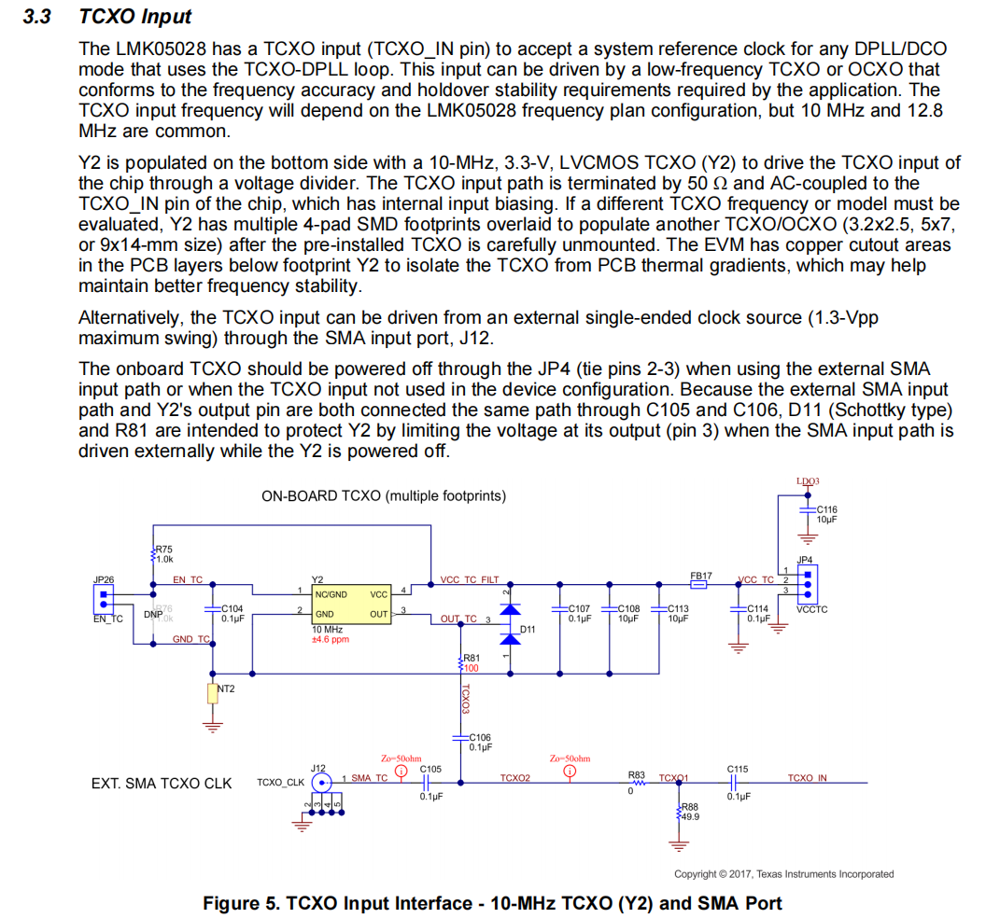 3.3 TCXO Input
The LMK05028 has a TCXO input (TCXO_IN pin) to accept a system reference clock for any DPLL/DCO
mode that uses the TCXO-DPLL loop. This input can be driven by a low-frequency TCXO or OCXO that
conforms to the frequency accuracy and holdover stability requirements required by the application. The
TCXO input frequency will depend on the LMK05028 frequency plan configuration, but 10 MHz and 12.8
MHz are common.
Y2 is populated on the bottom side with a 10-MHz, 3.3-V, LVCMOS TCXO (Y2) to drive the TCXO input of
the chip through a voltage divider. The TCXO input path is terminated by 50 Ω and AC-coupled to the
TCXO_IN pin of the chip, which has internal input biasing. If a different TCXO frequency or model must be
evaluated, Y2 has multiple 4-pad SMD footprints overlaid to populate another TCXO/OCXO (3.2x2.5, 5x7,
or 9x14-mm size) after the pre-installed TCXO is carefully unmounted. The EVM has copper cutout areas
in the PCB layers below footprint Y2 to isolate the TCXO from PCB thermal gradients, which may help
maintain better frequency stability.
Alternatively, the TCXO input can be driven from an external single-ended clock source (1.3-Vpp
maximum swing) through the SMA input port, J12.
The onboard TCXO should be powered off through the JP4 (tie pins 2-3) when using the external SMA
input path or when the TCXO input not used in the device configuration. Because the external SMA input
path and Y2's output pin are both connected the same path through C105 and C106, D11 (Schottky type)
and R81 are intended to protect Y2 by limiting the voltage at its output (pin 3) when the SMA input path is
driven externally while the Y2 is powered off.
LDO3
ON-BOARD TCXO (multiple footprints)
C116
10µF
R75
1.0k
JP4
JP26
EN_TC
Y2
VCC_TC_FILT
FB17
VCC_TC
1
2
3
1
NC/GND
VCC
4
2
R76
1.0k
DNP
C104
0.1µF
2
GND
OUT
3
OUT_TC
3
C107
0.1µF
C108
10µF
C113
10µF
C114
0.1µF
VCCTC
EN_TC
10 MHz
±4.6 ppm
D11
GND_TC
R81
100
1
NT2
TCXO3
C106
0.1µF
Zo=50ohm
Zo=50ohm
EXT. SMA TCXO CLK
TCXO_CLK
J12
1
SMA_TC
i
C105
0.1µF
TCXO2
i
R83
0
TCXO1
C115
0.1µF
TCXO_IN
2
3
4
5
R88
49.9
Copyright © 2017, Texas Instruments Incorporated
Figure 5. TCXO Input Interface - 10-MHz TCXO (Y2) and SMA Port